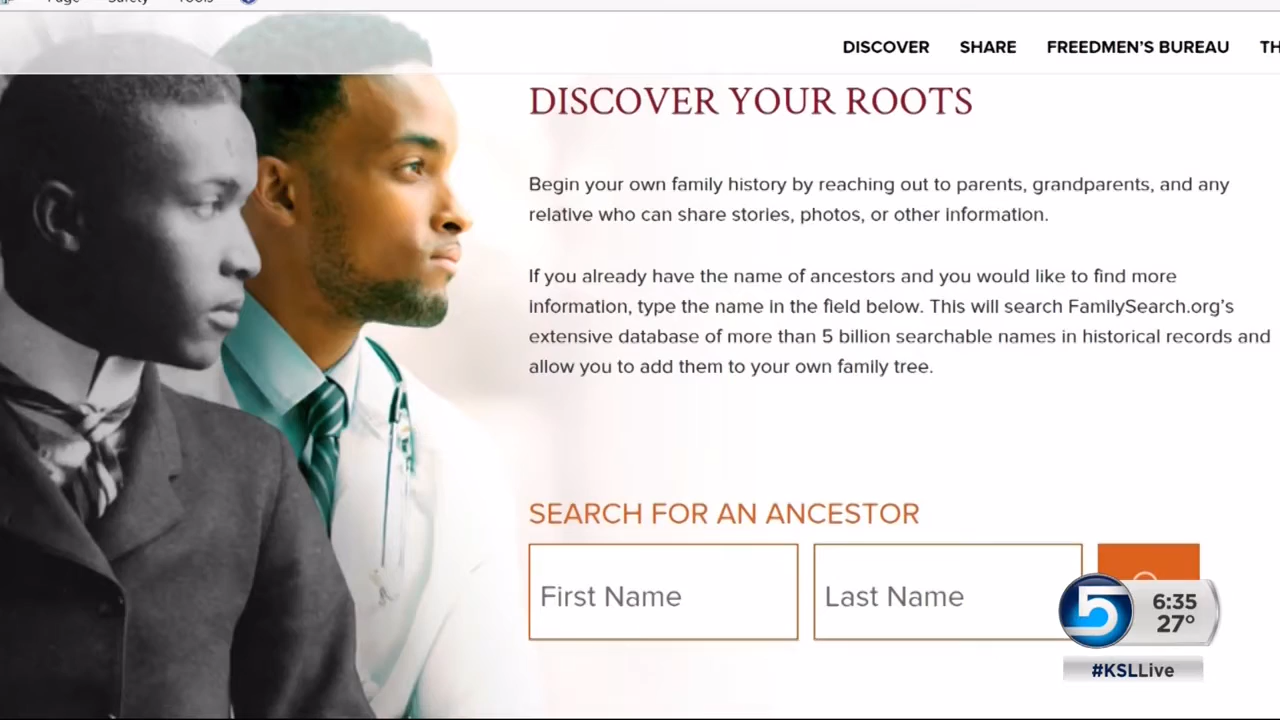 Page Safety Tools
DISCOVER SHARE FREEDMEN'S BUREAU TH
DISCOVER YOUR ROOTS
Begin your own family history by reaching out to parents, grandparents, and any
relative who can share stories, photos, or other information.
If you already have the name of ancestors and you would like to find more
information, type the name in the field below. This will search FamilySearch.org's
extensive database of more than 5 billion searchable names in historical records and
allow you to add them to your own family tree.
SEARCH FOR AN ANCESTOR
First Name Last Name
5 6:35
27°
#KSLLive